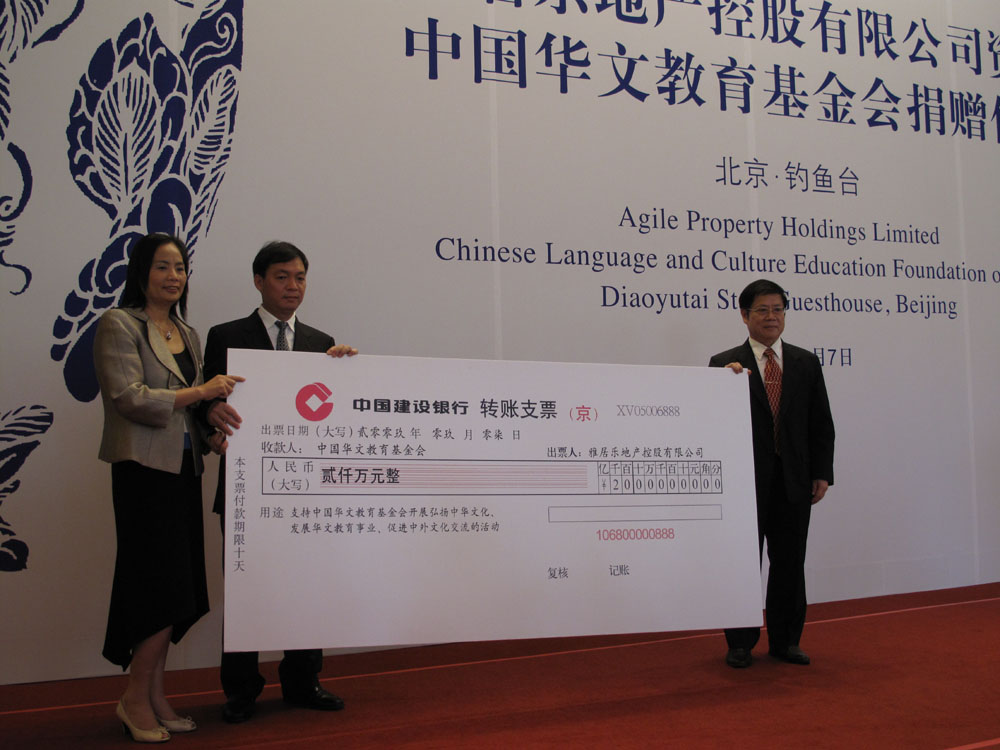 居乐地产控股有限公司资
中国华文教育基金会捐赠
北京·钓鱼台
Agile Property Holdings Limited
Chinese Language and Culture Education Foundation
Diaoyutai Guesthouse, Beijing
月7日
中国建设银行 转账支票(京) XV05006888
出票日期(大写)贰零零玖年 零玖月 零柒日
收款人:中国华文教育基金会 出票人:雅居乐地产控股有限公司
人民币(大写) 贰仟万元整 亿千百十万千百十元角分
¥2000000000
用途 支持中国华文教育基金会开展弘扬中华文化、
发展华文教育事业、促进中外文化交流的活动
106800000888
复核 记账
本支票付款期限十天